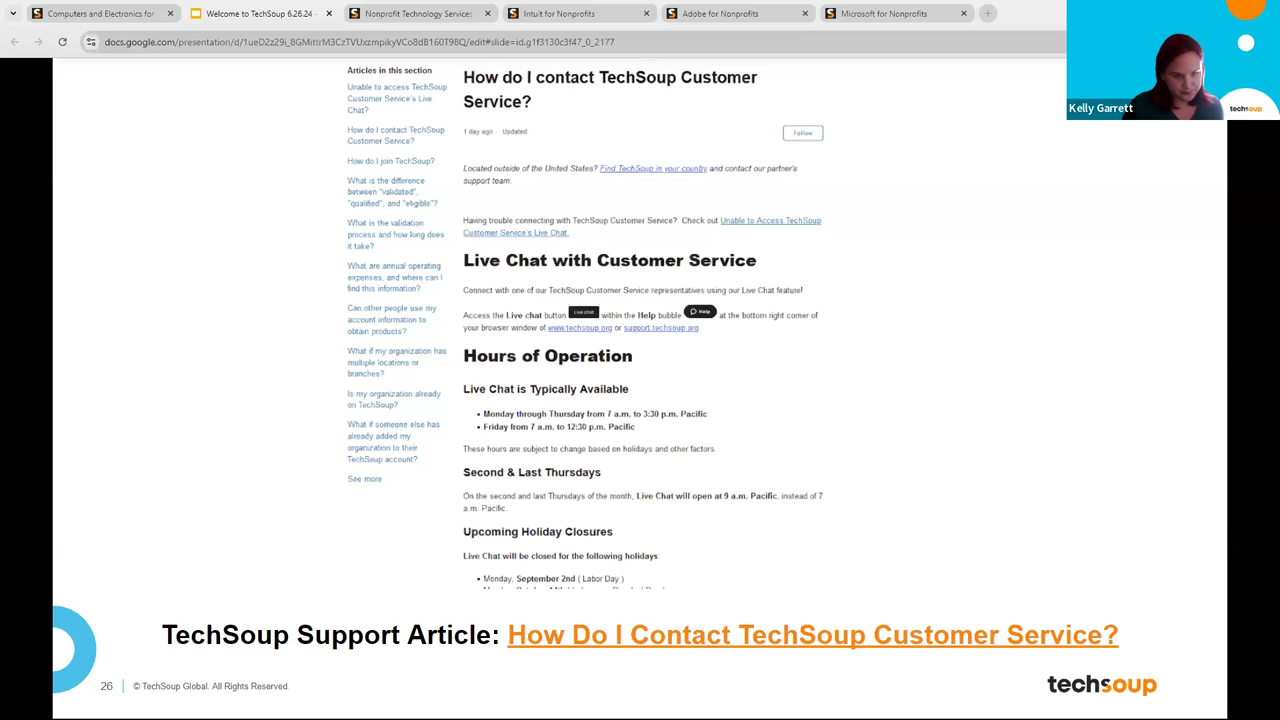 Computers and Electronics for
Welcome to TechSoup 6.26.24 -
Nonprofit Technology Service
Intuit for Nonprofits
Adobe for Nonprofits
Microsoft for Nonprofits
docs.google.com/presentation/d/1ueD2z29i_8GMittrM3CzTVUxzmpikyVCo8dB160T98Q/edit#slide=id.g1f3130c3f47_0_2177
Kelly Garrett
techsoup
Articles in this section
Unable to access TechSoup
Customer Service's Live
Chat?
How do I contact TechSoup
Customer Service?
How do I join TechSoup?
What is the difference
between "validated",
"qualified", and "eligible"?
What is the validation
process and how long does
it take?
What are annual operating
expenses, and where can I
find this information?
Can other people use my
account information to
obtain products?
What if my organization has
multiple locations or
branches?
Is my organization already
on TechSoup?
What if someone else has
already added my
organization to their
TechSoup account?
See more
How do I contact TechSoup Customer
Service?
1 day ago · Updated
Follow
Located outside of the United States? Find TechSoup in your country and contact our partner's
support team.
Having trouble connecting with TechSoup Customer Service? Check out Unable to Access TechSoup
Customer Service's Live Chat.
Live Chat with Customer Service
Connect with one of our TechSoup Customer Service representatives using our Live Chat feature!
Access the Live chat button Live chat within the Help bubble Help at the bottom right corner of
your browser window of www.techsoup.org or support.techsoup.org.
Hours of Operation
Live Chat is Typically Available
• Monday through Thursday from 7 a.m. to 3:30 p.m. Pacific
• Friday from 7 a.m. to 12:30 p.m. Pacific
These hours are subject to change based on holidays and other factors.
Second & Last Thursdays
On the second and last Thursdays of the month, Live Chat will open at 9 a.m. Pacific, instead of 7
a.m. Pacific.
Upcoming Holiday Closures
Live Chat will be closed for the following holidays:
• Monday, September 2nd ( Labor Day )
TechSoup Support Article: How Do I Contact TechSoup Customer Service?
26
© TechSoup Global. All Rights Reserved.
techsoup